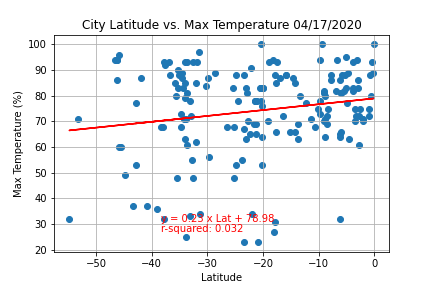 City Latitude vs. Max Temperature 04/17/2020
Max Temperature (%)
100
90
80
70
60
50
40
30
20
y = 0.23 x Lat + 78.98
r-squared: 0.032
−50 −40 −30 −20 −10 0
Latitude